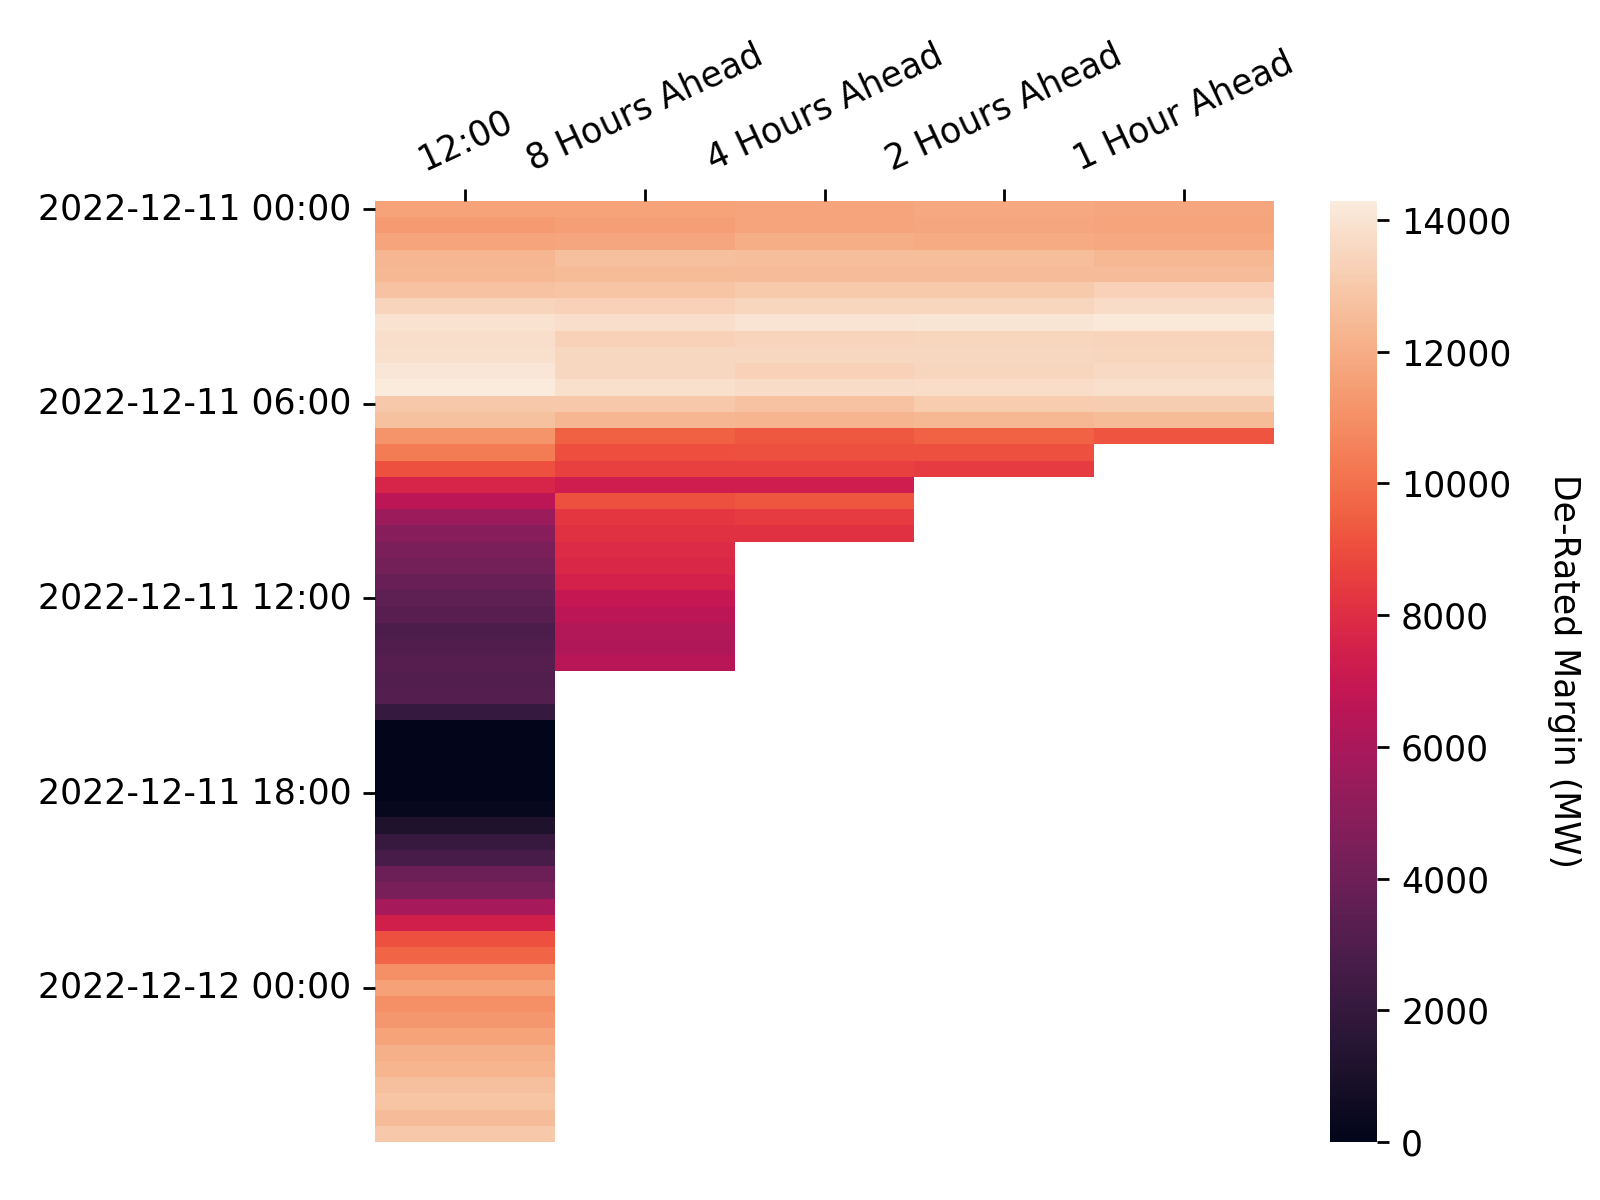 12:00
8 Hours Ahead
4 Hours Ahead
2 Hours Ahead
1 Hour Ahead
2022-12-11 00:00
2022-12-11 06:00
2022-12-11 12:00
2022-12-11 18:00
2022-12-12 00:00
14000
12000
10000
8000
6000
4000
2000
0
De-Rated Margin (MW)